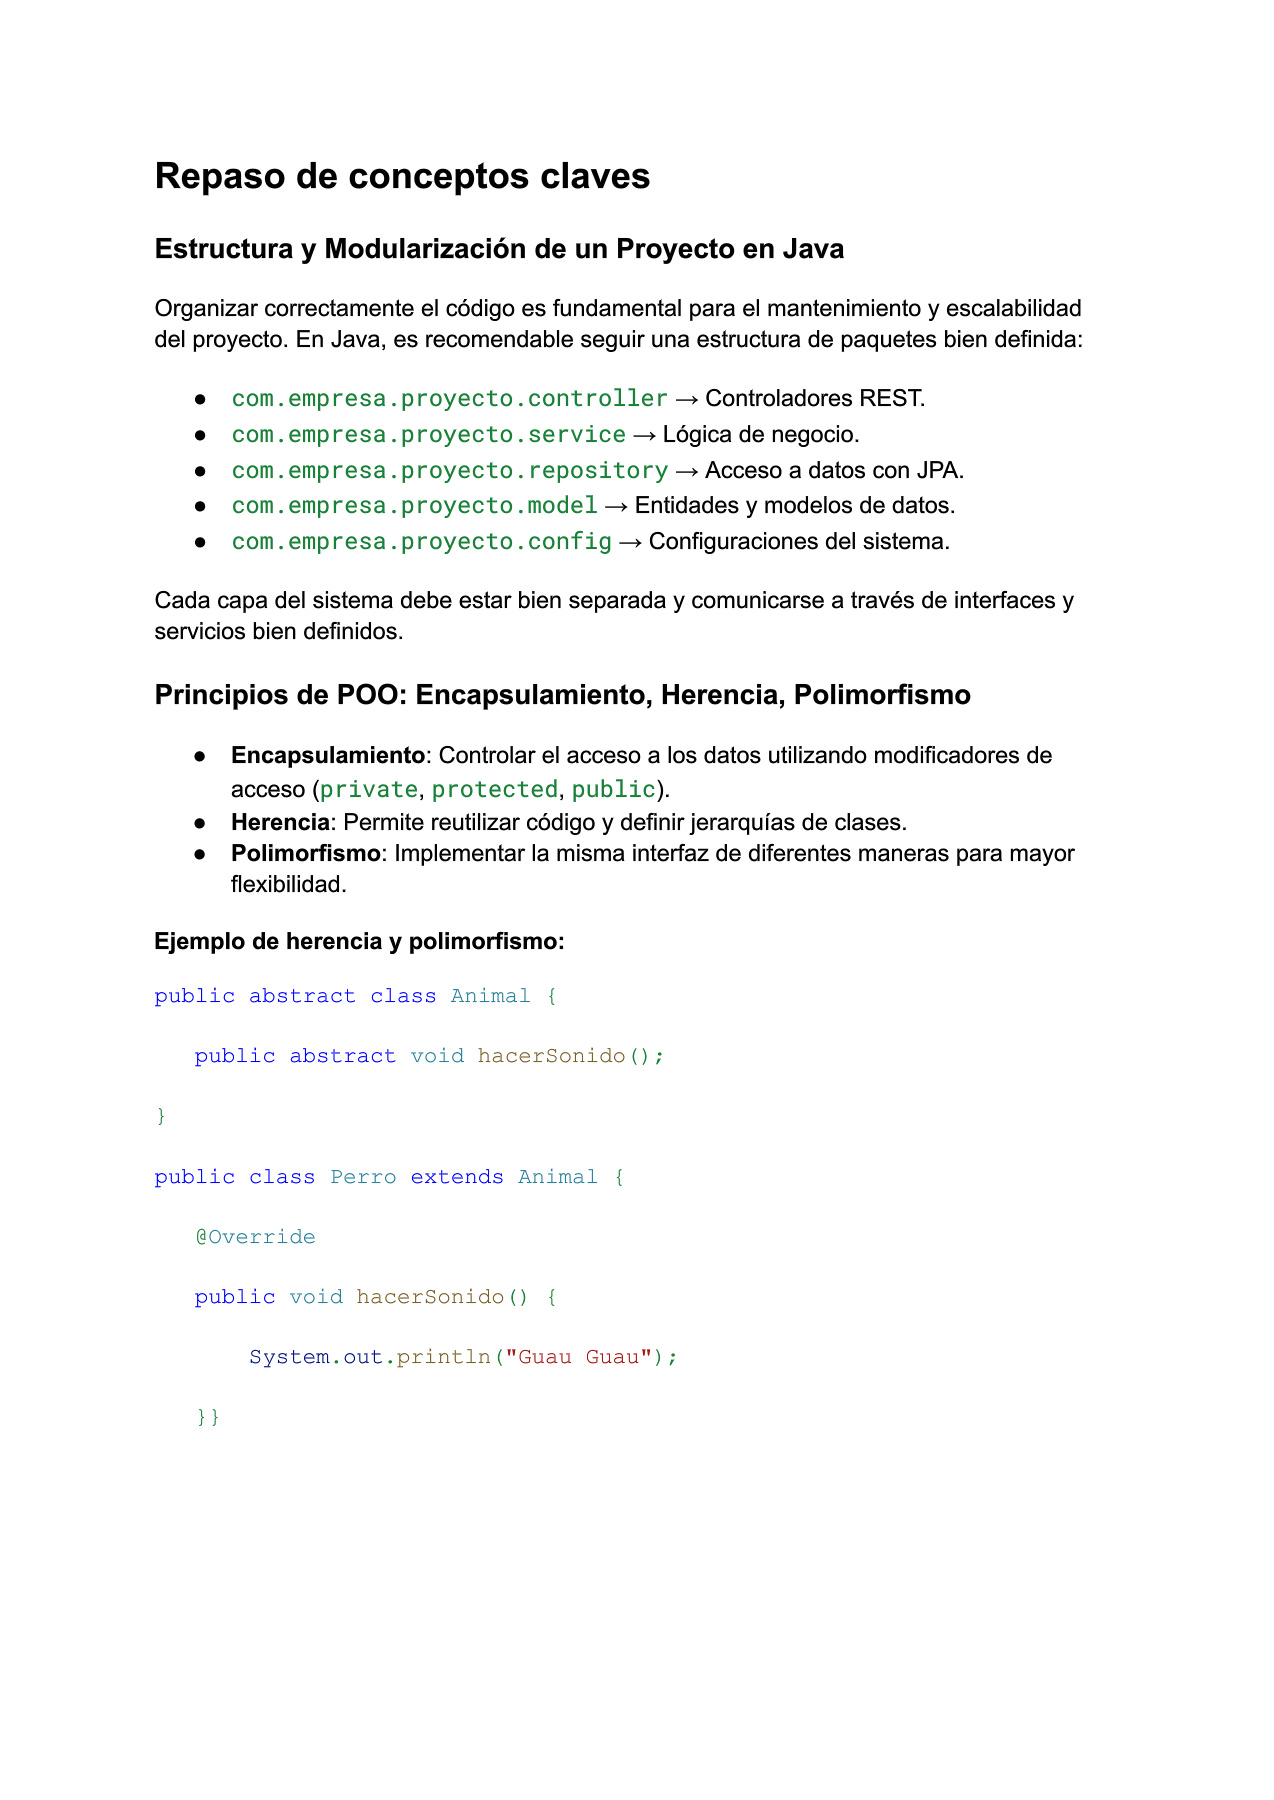 Repaso de conceptos claves
Estructura y Modularización de un Proyecto en Java
Organizar correctamente el código es fundamental para el mantenimiento y escalabilidad
del proyecto. En Java, es recomendable seguir una estructura de paquetes bien definida:
● com.empresa.proyecto.controller → Controladores REST.
● com.empresa.proyecto.service → Lógica de negocio.
● com.empresa.proyecto.repository → Acceso a datos con JPA.
● com.empresa.proyecto.model → Entidades y modelos de datos.
● com.empresa.proyecto.config → Configuraciones del sistema.
Cada capa del sistema debe estar bien separada y comunicarse a través de interfaces y
servicios bien definidos.
Principios de POO: Encapsulamiento, Herencia, Polimorfismo
● Encapsulamiento: Controlar el acceso a los datos utilizando modificadores de
acceso (private, protected, public).
● Herencia: Permite reutilizar código y definir jerarquías de clases.
● Polimorfismo: Implementar la misma interfaz de diferentes maneras para mayor
flexibilidad.
Ejemplo de herencia y polimorfismo:
public abstract class Animal {
public abstract void hacerSonido();
}
public class Perro extends Animal {
@Override
public void hacerSonido() {
System.out.println("Guau Guau");
}}